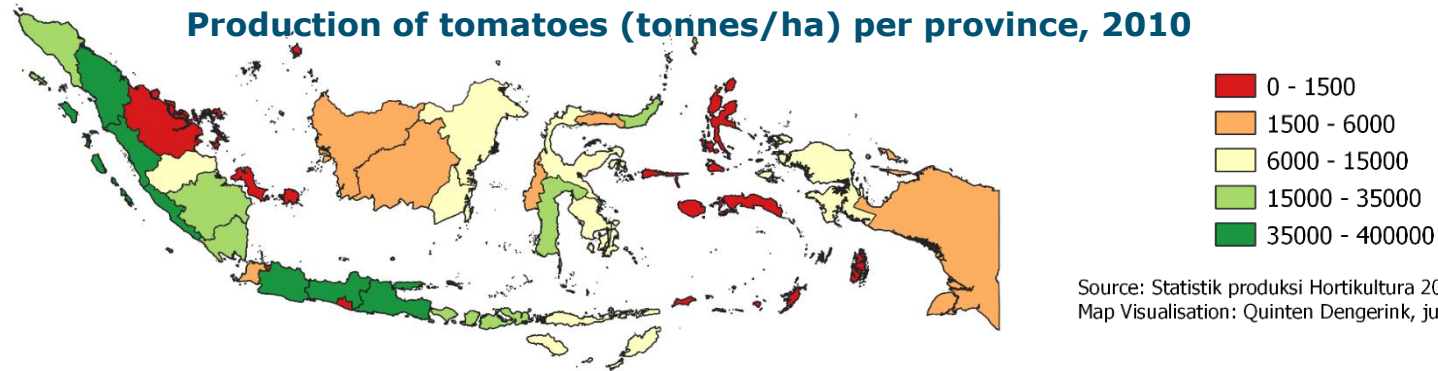 Production of tomatoes (tonnes/ha) per province, 2010
0 - 1500
1500 - 6000
6000 - 15000
15000 - 35000
35000 - 400000
Source: Statistik produksi Hortikultura
Map Visualisation: Quinten Dengerink,